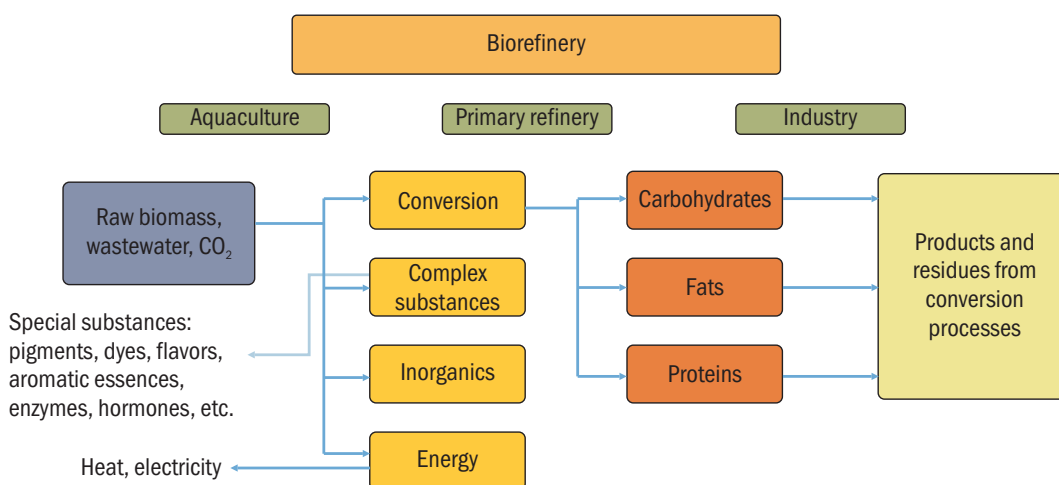 Biorefinery
Aquaculture
Primary refinery
Industry
Raw biomass,
wastewater, CO₂
Conversion
Complex
substances
Inorganics
Energy
Carbohydrates
Fats
Proteins
Products and
residues from
conversion
processes
Special substances:
pigments, dyes, flavors,
aromatic essences,
enzymes, hormones, etc.
Heat, electricity